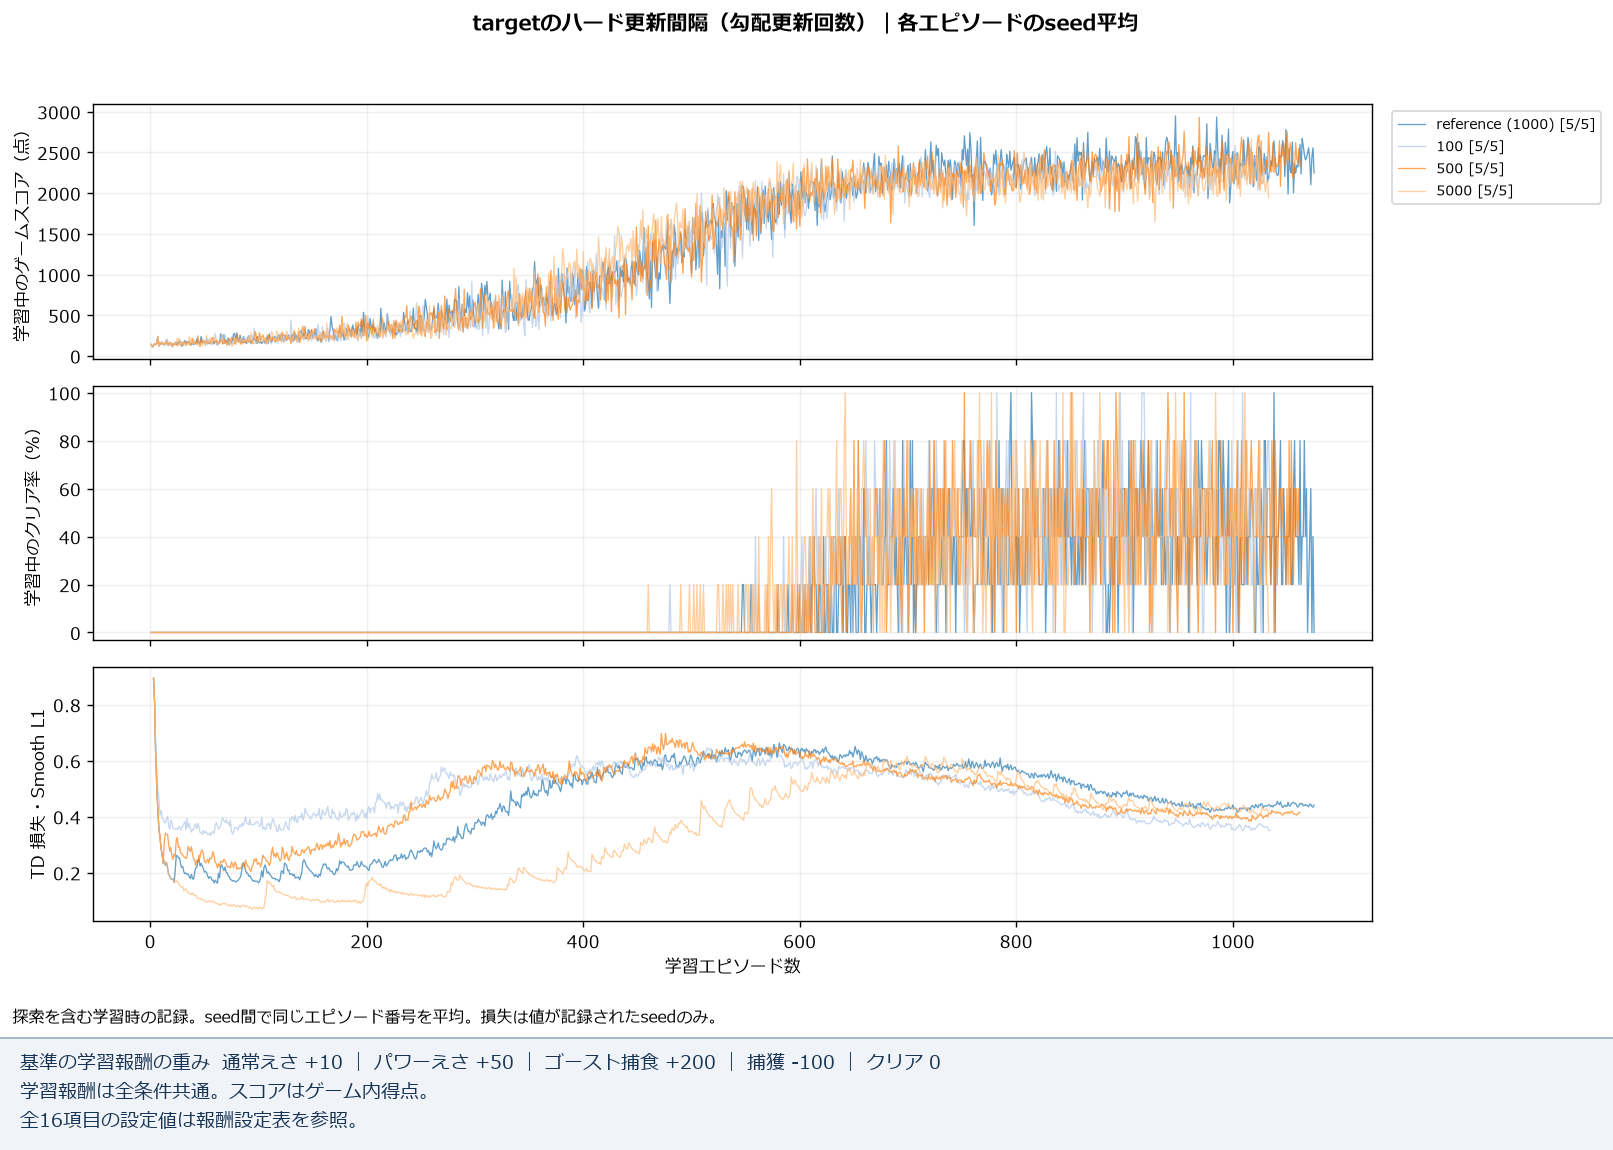 targetのハード更新間隔（勾配更新回数）｜各エピソードのseed平均
学習中のゲームスコア（点）
3000
2500
2000
1500
1000
500
0
reference (1000) [5/5]
100 [5/5]
500 [5/5]
5000 [5/5]
学習中のクリア率（%）
100
80
60
40
20
0
TD 損失・Smooth L1
0.8
0.6
0.4
0.2
0 200 400 600 800 1000
学習エピソード数
探索を含む学習時の記録。seed間で同じエピソード番号を平均。損失は値が記録されたseedのみ。
基準の学習報酬の重み 通常えさ +10 ｜ パワーえさ +50 ｜ ゴースト捕食 +200 ｜ 捕獲 -100 ｜ クリア 0
学習報酬は全条件共通。スコアはゲーム内得点。
全16項目の設定値は報酬設定表を参照。